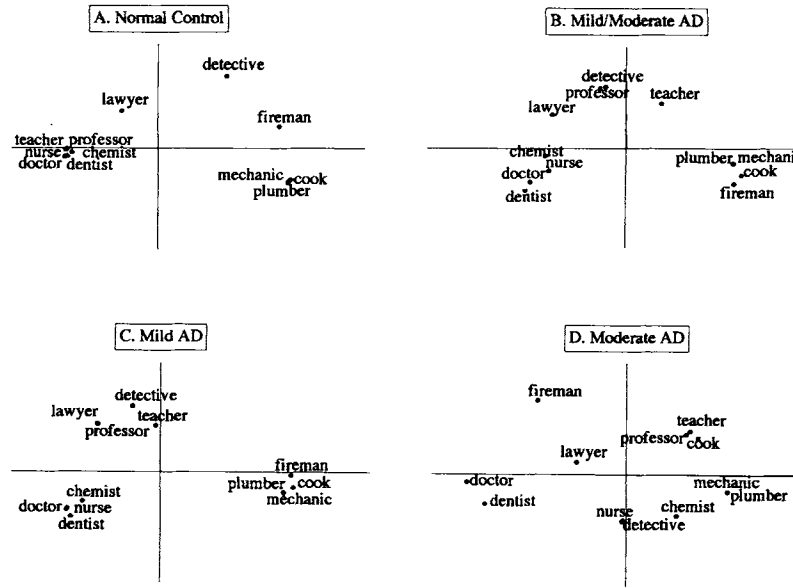 A. Normal Control
detective
lawyer
fireman
teacher professor
nurse chemist
doctor dentist
mechanic cook
plumber
B. Mild/Moderate AD
detective
professor
teacher
lawyer
chemist
nurse
doctor
dentist
plumber mechani
cook
fireman
C. Mild AD
detective
lawyer
teacher
professor
fireman
plumber cook
mechanic
chemist
doctor nurse
dentist
D. Moderate AD
fireman
teacher
professor
cook
lawyer
doctor
mechanic
plumber
dentist
chemist
nurse
detective